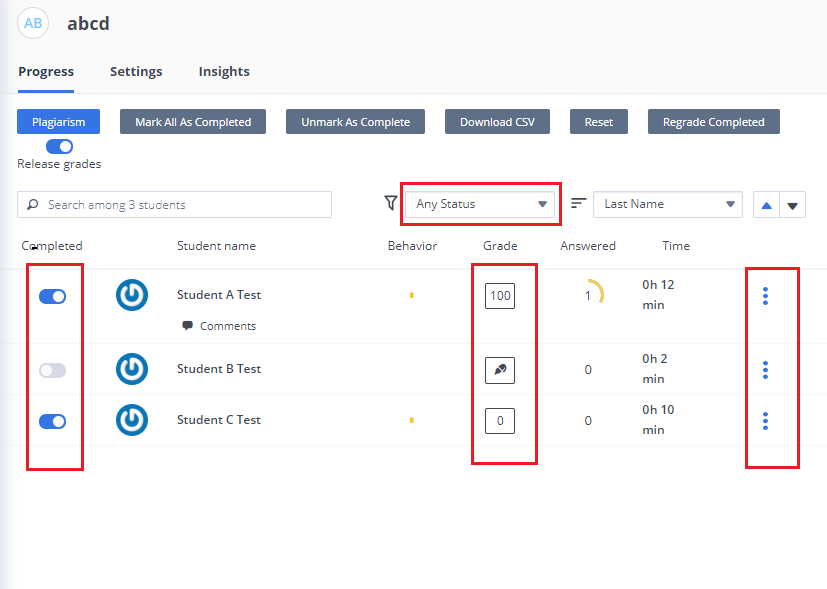 AB abcd
Progress Settings Insights
Plagiarism Mark All As Completed Unmark As Complete Download CSV Reset Regrade Completed
Release grades
Search among 3 students Any Status Last Name
Completed Student name Behavior Grade Answered Time
Student A Test 100 1 0h 12
min
Comments
Student B Test 0 0h 2
min
Student C Test 0 0 0h 10
min